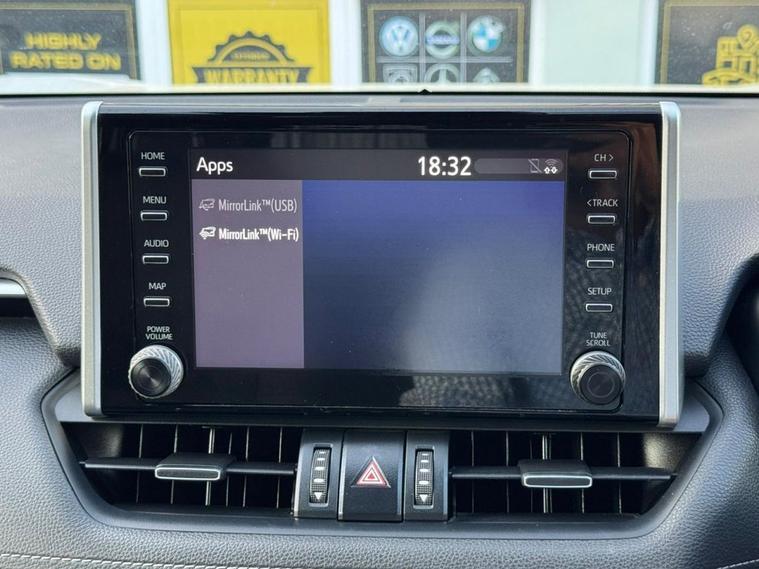 HIGHLY
RATED ON
WARRANTY
HOME
MENU
AUDIO
MAP
POWER
VOLUME
Apps
18:32
MirrorLink™(USB)
MirrorLink™(Wi-Fi)
CH >
< TRACK
PHONE
SETUP
TUNE
SCROLL